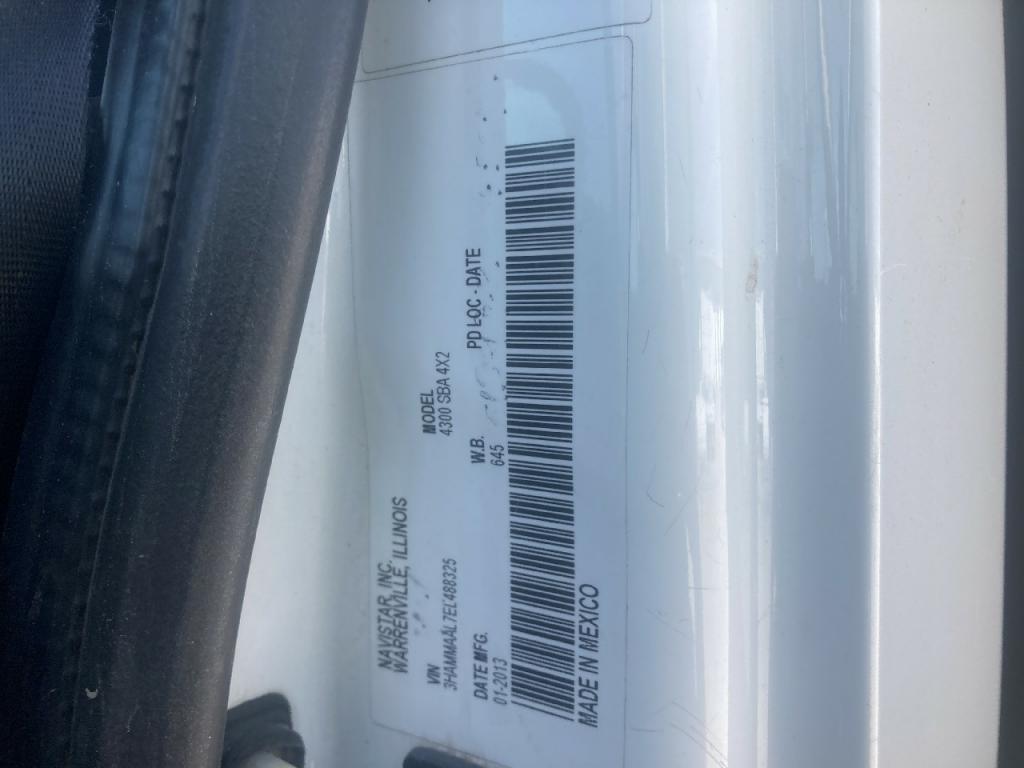 NAVISTAR, INC.
WARRENVILLE, ILLINOIS
VIN MODEL
3HAMMAAL7EL488325 4300 SBA 4X2
DATE MFG. W.B. PD LOC - DATE
01-2013 645
MADE IN MEXICO